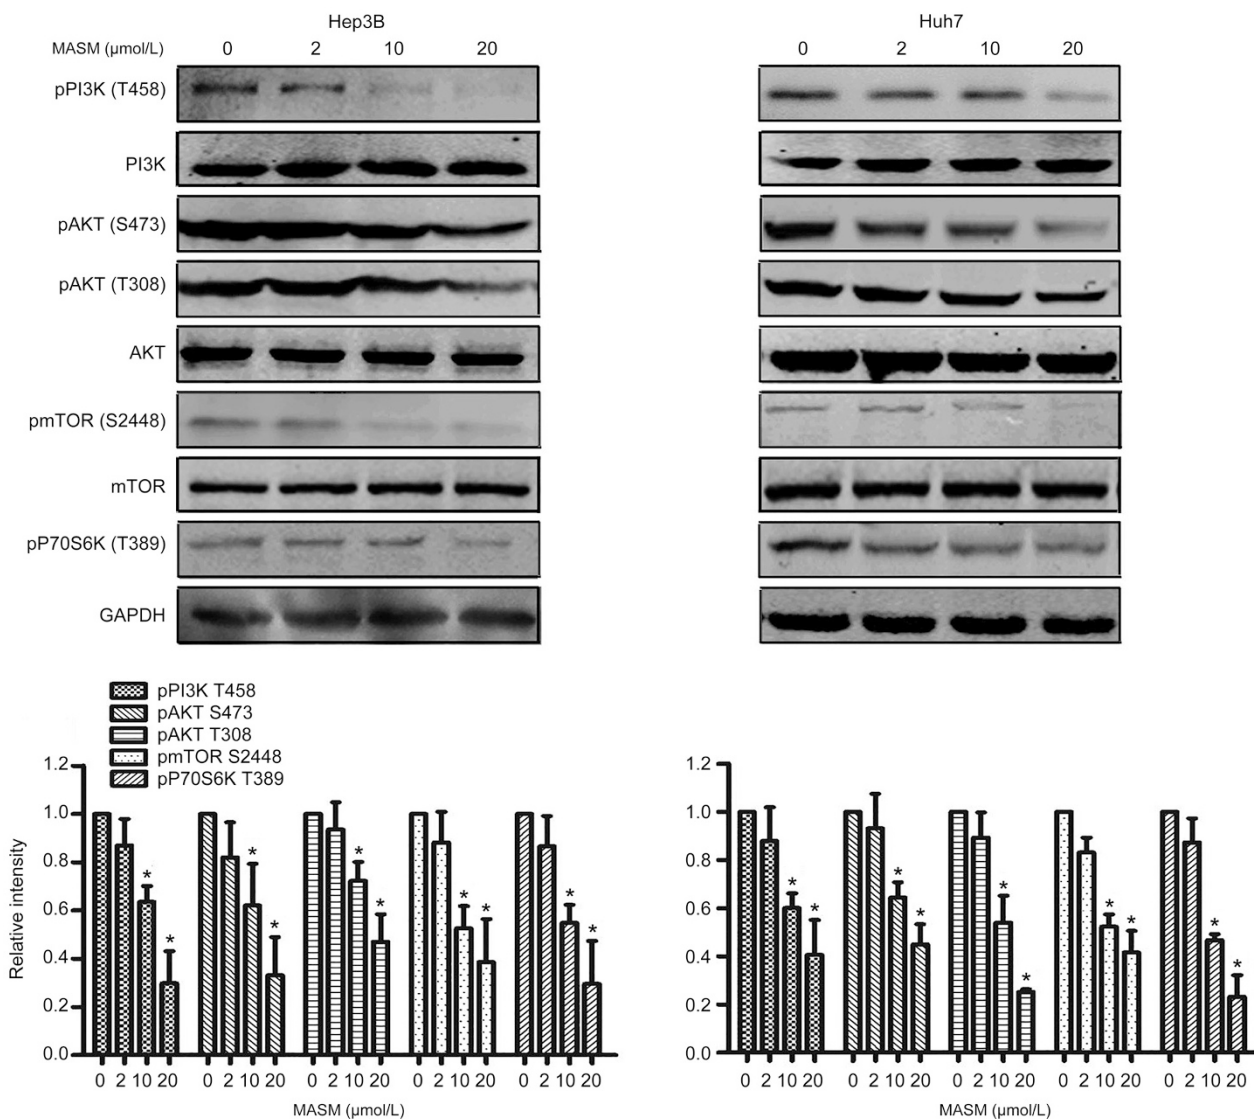 Hep3B
Huh7
MASM (μmol/L) 0 2 10 20
0 2 10 20
pPI3K (T458)
PI3K
pAKT (S473)
pAKT (T308)
AKT
pmTOR (S2448)
mTOR
pP70S6K (T389)
GAPDH
pPI3K T458
pAKT S473
pAKT T308
pmTOR S2448
pP70S6K T389
Relative intensity
1.2
1.0
0.8
0.6
0.4
0.2
0.0
* * * * * * * * * *
0 2 10 20 0 2 10 20 0 2 10 20 0 2 10 20 0 2 10 20
MASM (μmol/L)
1.2
1.0
0.8
0.6
0.4
0.2
0.0
* * * * * * * * * *
0 2 10 20 0 2 10 20 0 2 10 20 0 2 10 20 0 2 10 20
MASM (μmol/L)